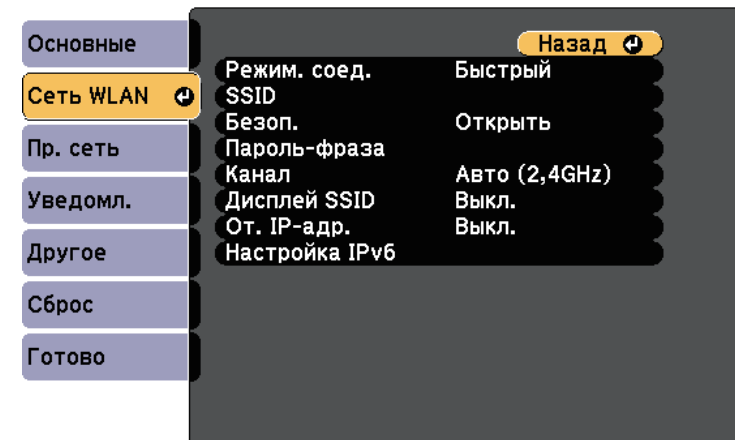 Основные
Сеть WLAN
Пр. сеть
Уведомл.
Другое
Сброс
Готово
Назад
Режим. соед. Быстрый
SSID
Безоп. Открыть
Пароль-фраза
Канал Авто (2,4GHz)
Дисплей SSID Выкл.
От. IP-адр. Выкл.
Настройка IPv6